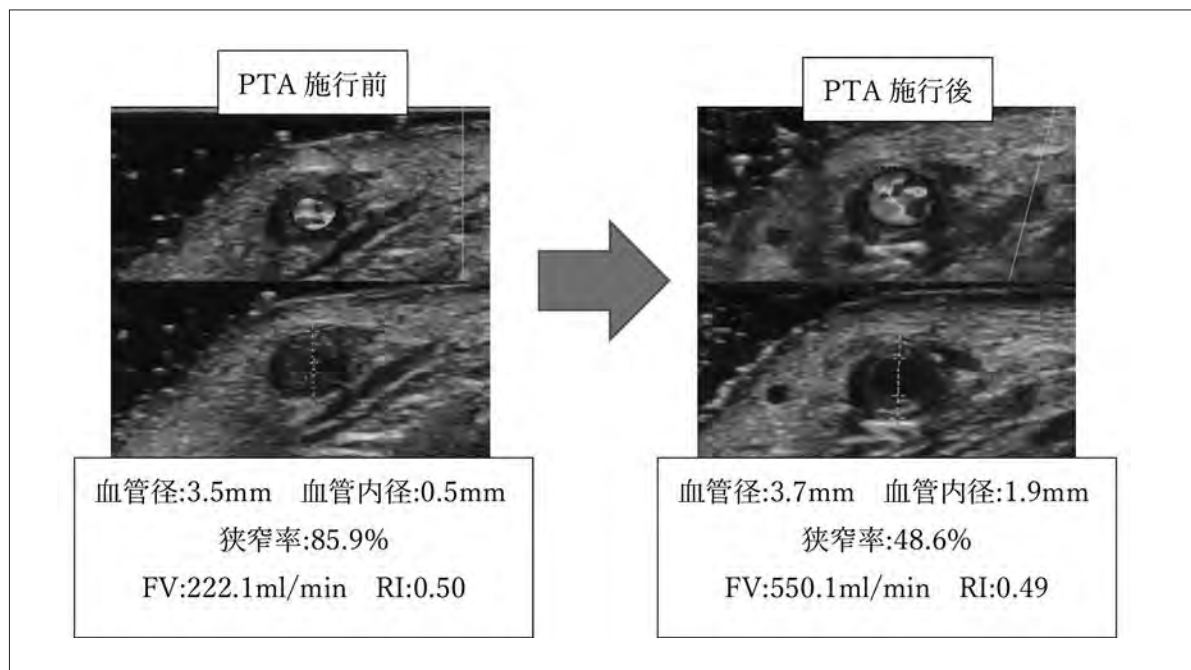 PTA 施行前
血管径:3.5mm 血管内径:0.5mm
狭窄率:85.9%
FV:222.1ml/min RI:0.50
PTA 施行後
血管径:3.7mm 血管内径:1.9mm
狭窄率:48.6%
FV:550.1ml/min RI:0.49